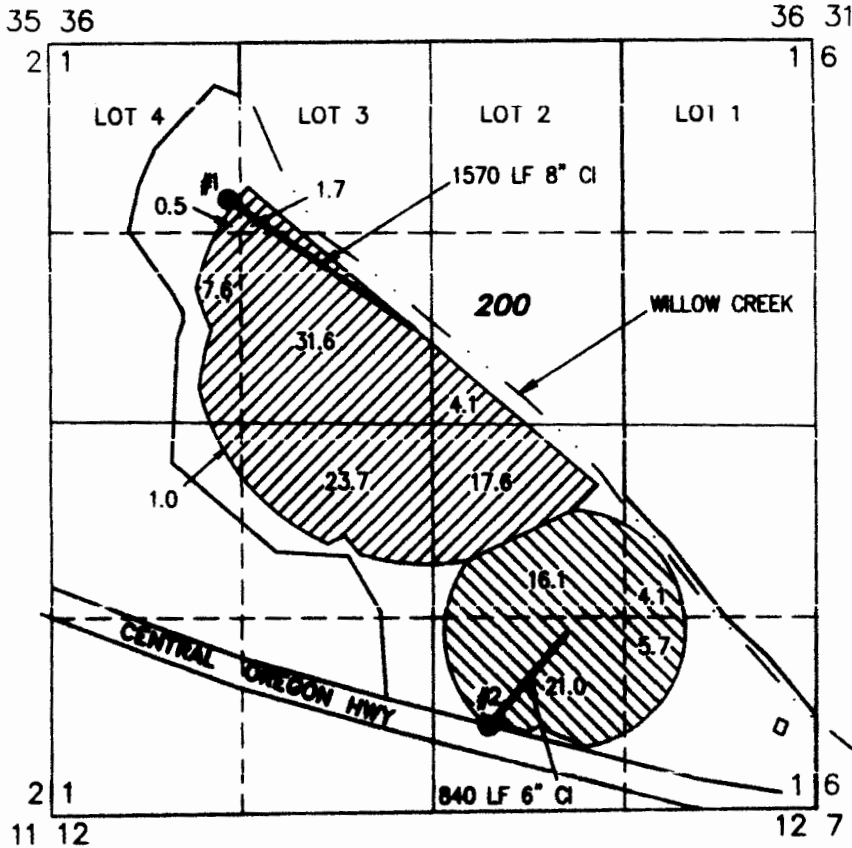 35 36
36 31
2 1
1 6
LOT 4
LOT 3
LOT 2
LOT 1
#1
1.7
1570 LF 8" CI
0.5
7.6
200
WILLOW CREEK
31.6
4.1
23.7
17.6
1.0
16.1
4.1
5.7
CENTRAL OREGON HWY
21.0
#2
840 LF 6" CI
2 1
1 6
11 12
12 7